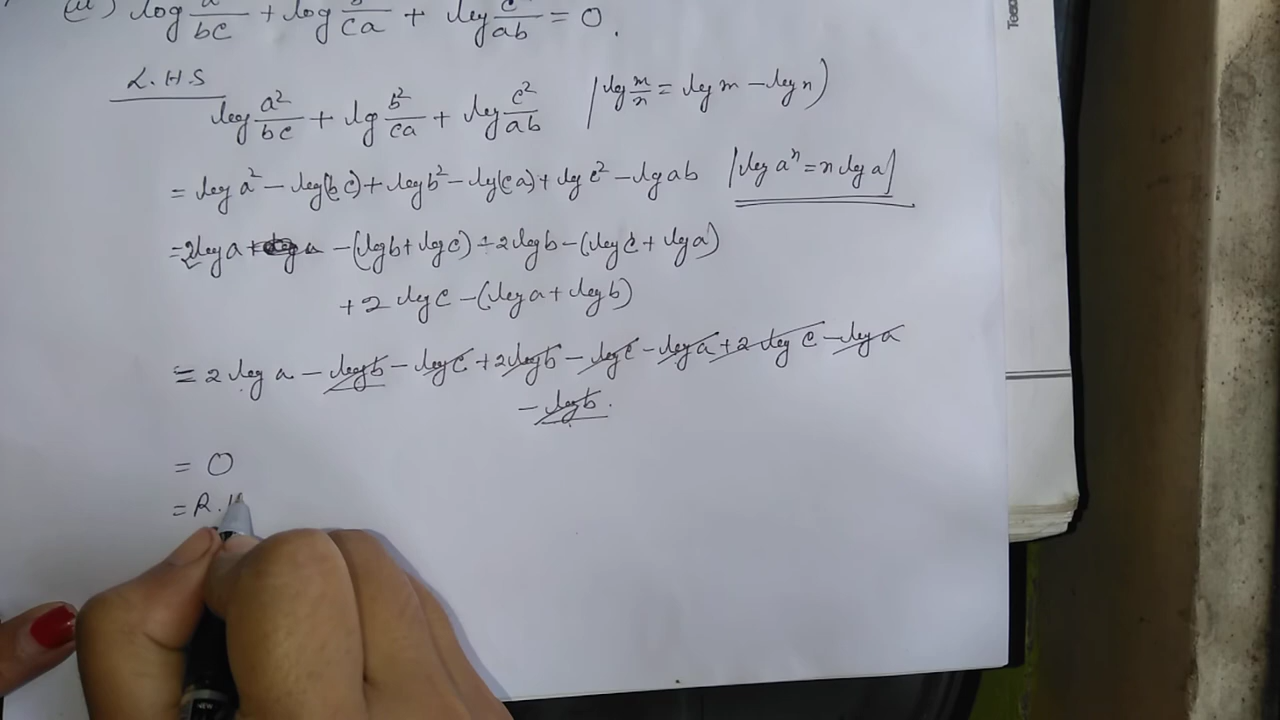 (ii) log a²/bc + log b²/ca + log c²/ab = 0.
L.H.S
log a²/bc + log b²/ca + log c²/ab | log m/n = log m - log n)
= log a² - log(bc) + log b² - log(ca) + log c² - log ab | log aⁿ = n log a]
= 2log a - (log b + log c) + 2 log b - (log c + log a)
+ 2 log c - (log a + log b)
= 2 log a - log b - log c + 2 log b - log c - log a + 2 log c - log a
- log b.
= 0
= R.H
NEW